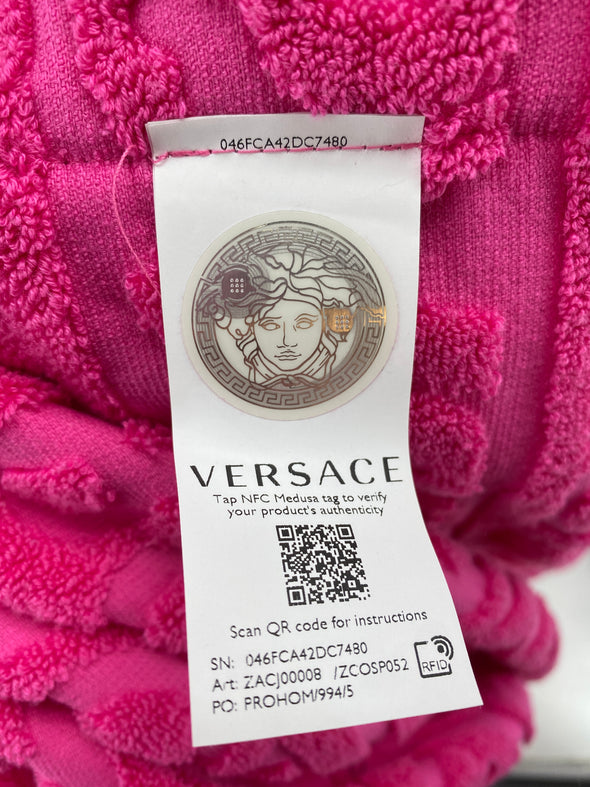 046FCA42DC7480
VERSACE
Tap NFC Medusa tag to verify
your product's authenticity
Scan QR code for instructions
SN: 046FCA42DC7480
Art: ZACJ00008 /ZCOSP052
PO: PROHOM/994/5
RFID